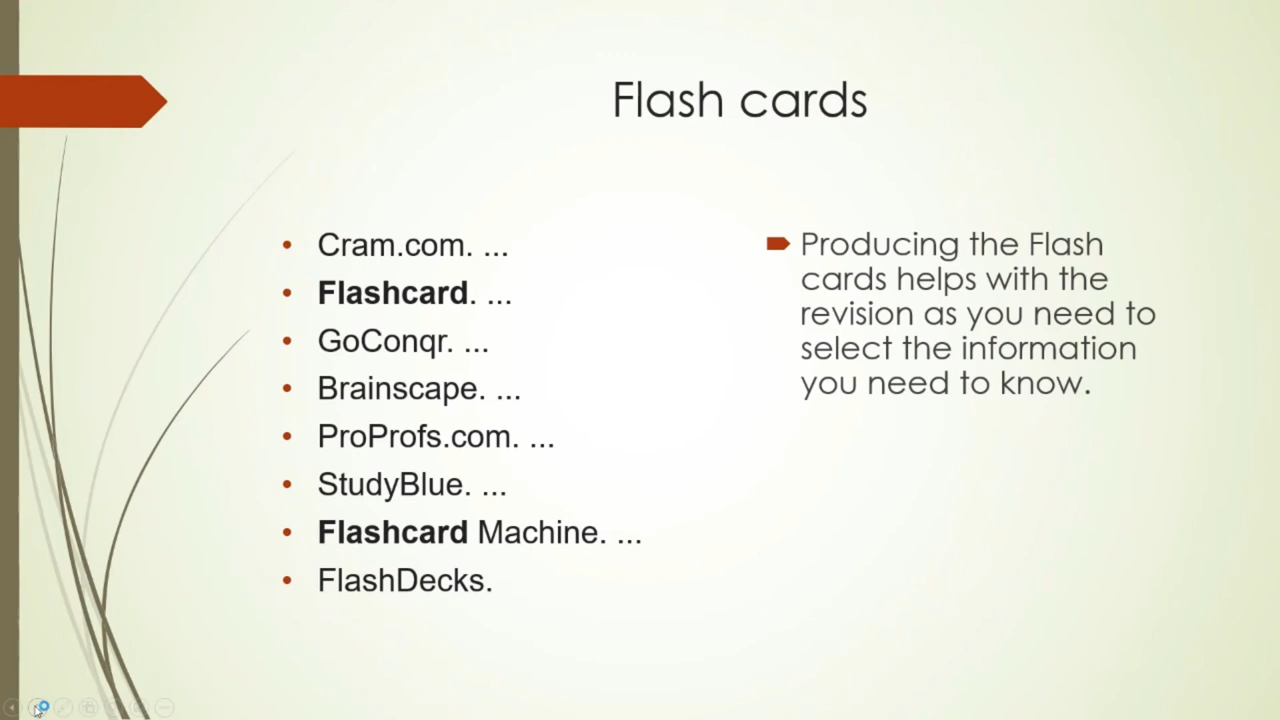 Flash cards
Cram.com. ...
Flashcard. ...
GoConqr. ...
Brainscape. ...
ProProfs.com. ...
StudyBlue. ...
Flashcard Machine. ...
FlashDecks.
Producing the Flash
cards helps with the
revision as you need to
select the information
you need to know.